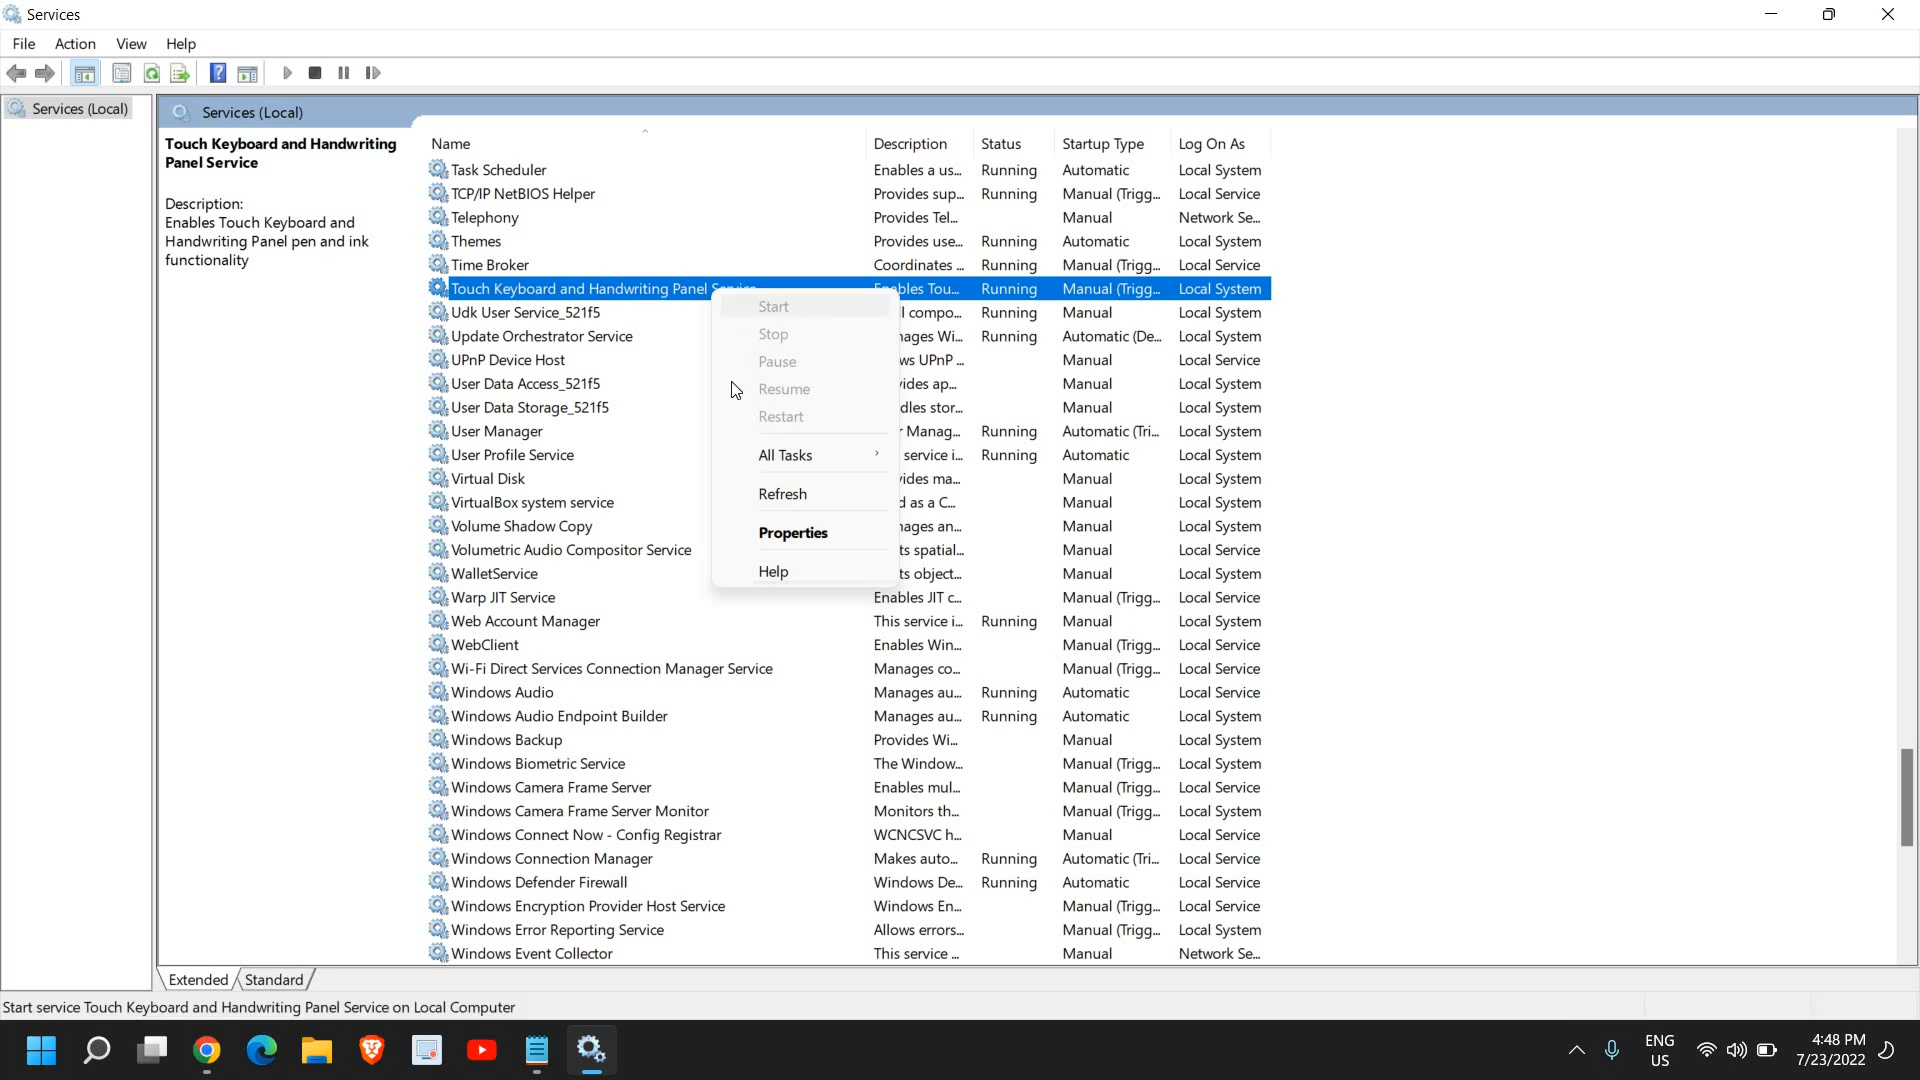 Services
File Action View Help
Services (Local)
Services (Local)
Touch Keyboard and Handwriting
Panel Service
Description:
Enables Touch Keyboard and
Handwriting Panel pen and ink
functionality
Name Description Status Startup Type Log On As
Task Scheduler Enables a us... Running Automatic Local System
TCP/IP NetBIOS Helper Provides sup... Running Manual (Trigg... Local Service
Telephony Provides Tel... Manual Network Se...
Themes Provides use... Running Automatic Local System
Time Broker Coordinates ... Running Manual (Trigg... Local Service
Touch Keyboard and Handwriting Panel Service Enables Tou... Running Manual (Trigg... Local System
Udk User Service_521f5 compo... Running Manual Local System
Update Orchestrator Service Wi... Running Automatic (De... Local System
UPnP Device Host UPnP ... Manual Local Service
User Data Access_521f5 ap... Manual Local System
User Data Storage_521f5 stor... Manual Local System
User Manager Manag... Running Automatic (Tri... Local System
User Profile Service service i... Running Automatic Local System
Virtual Disk ma... Manual Local System
VirtualBox system service as a C... Manual Local System
Volume Shadow Copy an... Manual Local System
Volumetric Audio Compositor Service spatial... Manual Local Service
WalletService object... Manual Local System
Warp JIT Service Enables JIT c... Manual (Trigg... Local Service
Web Account Manager This service i... Running Manual Local System
WebClient Enables Win... Manual (Trigg... Local Service
Wi-Fi Direct Services Connection Manager Service Manages co... Manual (Trigg... Local Service
Windows Audio Manages au... Running Automatic Local Service
Windows Audio Endpoint Builder Manages au... Running Automatic Local System
Windows Backup Provides Wi... Manual Local System
Windows Biometric Service The Window... Manual (Trigg... Local System
Windows Camera Frame Server Enables mul... Manual (Trigg... Local Service
Windows Camera Frame Server Monitor Monitors th... Manual (Trigg... Local System
Windows Connect Now - Config Registrar WCNCSVC h... Manual Local Service
Windows Connection Manager Makes auto... Running Automatic (Tri... Local Service
Windows Defender Firewall Windows De... Running Automatic Local Service
Windows Encryption Provider Host Service Windows En... Manual (Trigg... Local Service
Windows Error Reporting Service Allows errors... Manual (Trigg... Local System
Windows Event Collector This service ... Manual Network Se...
Start
Stop
Pause
Resume
Restart
All Tasks
Refresh
Properties
Help
Extended Standard
Start service Touch Keyboard and Handwriting Panel Service on Local Computer
ENG
US
4:48 PM
7/23/2022